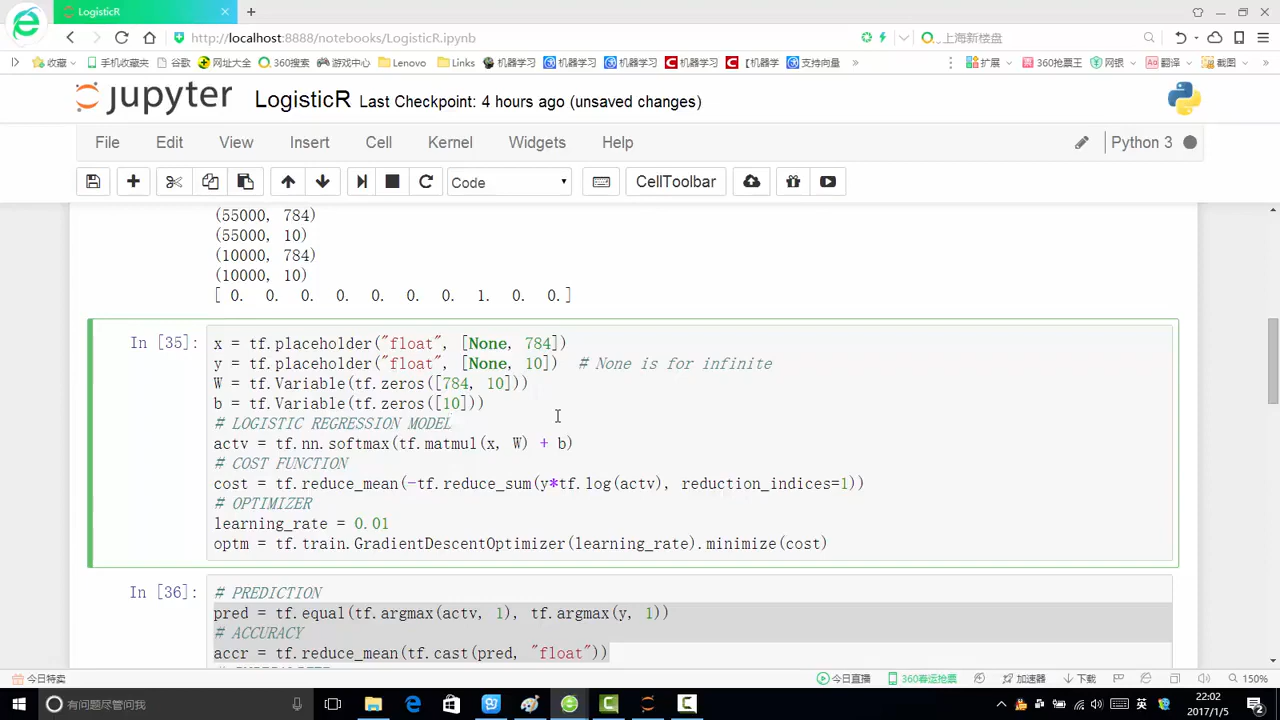 LogisticR
http://localhost:8888/notebooks/LogisticR.ipynb
上海新楼盘
收藏 手机收藏夹 谷歌 网址大全 360搜索 游戏中心 Lenovo Links 机器学习 机器学习 机器学习 机器学习 【机器学 支持向量 » 扩展 360抢票王 网银 翻译 截图 »
jupyter LogisticR Last Checkpoint: 4 hours ago (unsaved changes)
File Edit View Insert Cell Kernel Widgets Help Python 3
Code CellToolbar
(55000, 784)
(55000, 10)
(10000, 784)
(10000, 10)
[ 0. 0. 0. 0. 0. 0. 0. 1. 0. 0.]
In [35]: x = tf.placeholder("float", [None, 784])
y = tf.placeholder("float", [None, 10]) # None is for infinite
W = tf.Variable(tf.zeros([784, 10]))
b = tf.Variable(tf.zeros([10]))
# LOGISTIC REGRESSION MODEL
actv = tf.nn.softmax(tf.matmul(x, W) + b)
# COST FUNCTION
cost = tf.reduce_mean(-tf.reduce_sum(y*tf.log(actv), reduction_indices=1))
# OPTIMIZER
learning_rate = 0.01
optm = tf.train.GradientDescentOptimizer(learning_rate).minimize(cost)
In [36]: # PREDICTION
pred = tf.equal(tf.argmax(actv, 1), tf.argmax(y, 1))
# ACCURACY
accr = tf.reduce_mean(tf.cast(pred, "float"))
今日特卖 今日直播 360春运抢票 加速器 下载 150%
有问题尽管问我 英 22:02
2017/1/5